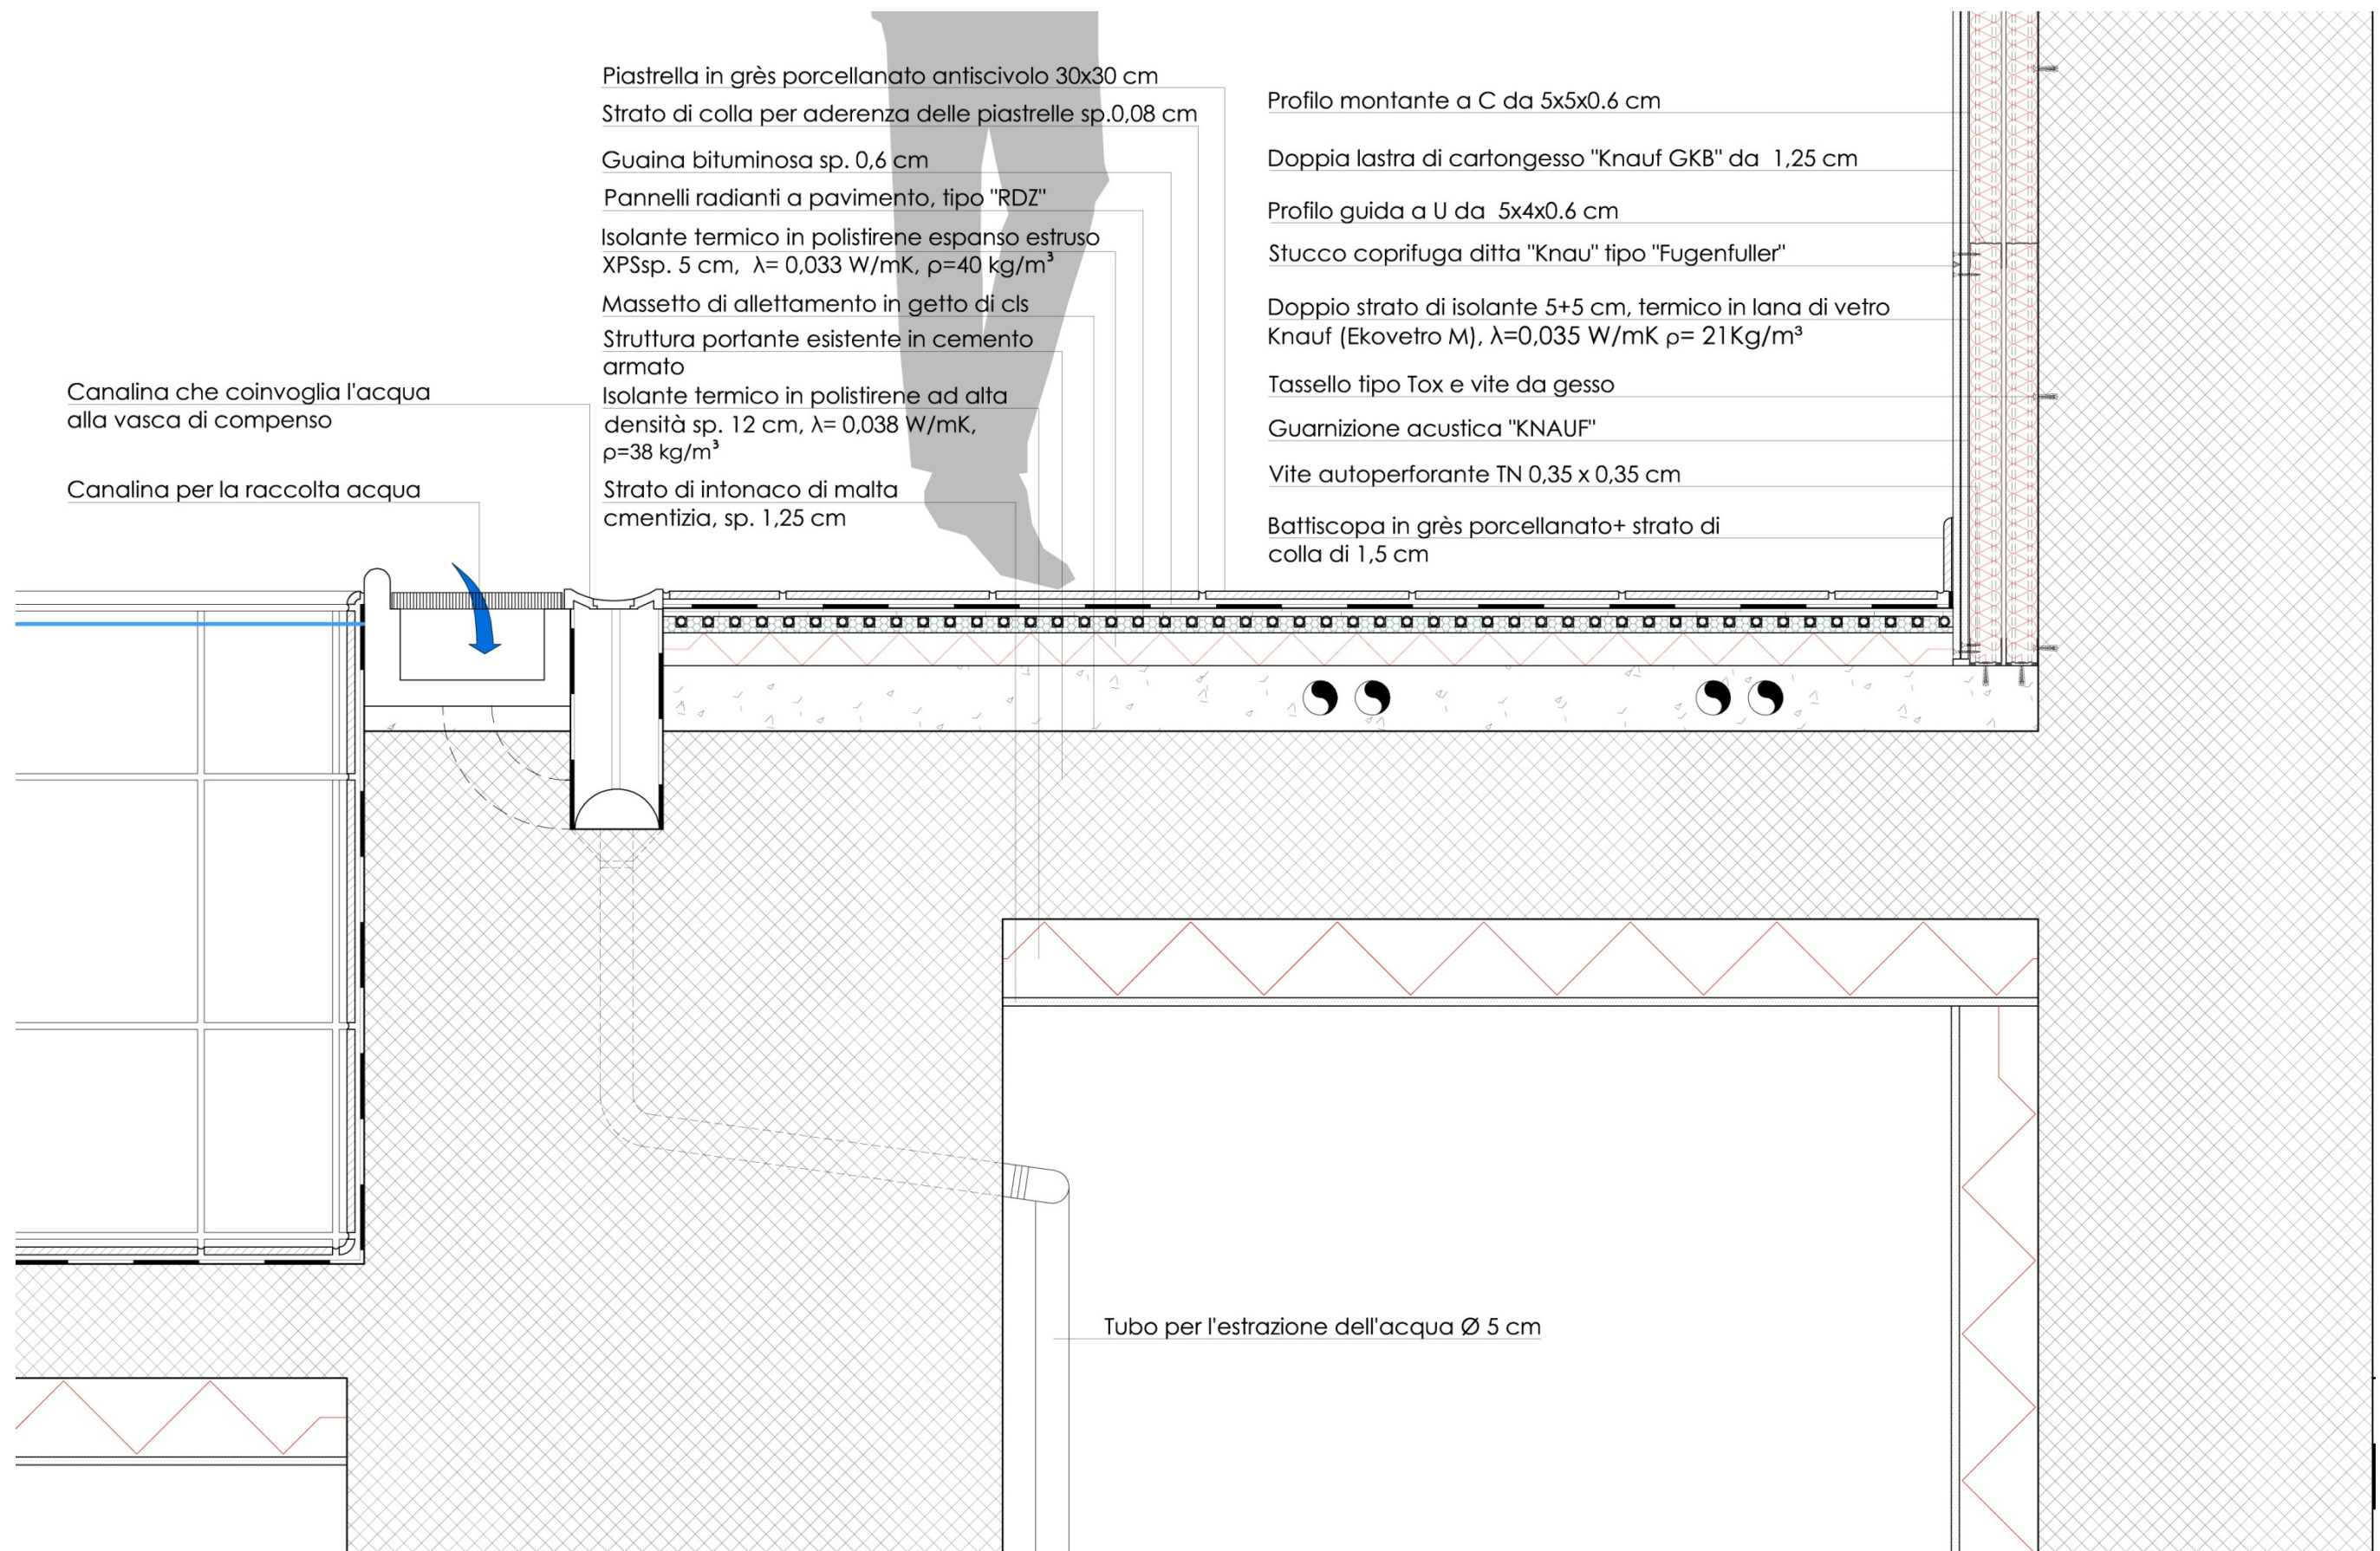 Piastrella in grès porcellanato antiscivolo 30x30 cm
Strato di colla per aderenza delle piastrelle sp.0,08 cm
Guaina bituminosa sp. 0,6 cm
Pannelli radianti a pavimento, tipo "RDZ"
Isolante termico in polistirene espanso estruso
XPSsp. 5 cm, λ= 0,033 W/mK, ρ=40 kg/m³
Massetto di allettamento in getto di cls
Struttura portante esistente in cemento
armato
Isolante termico in polistirene ad alta
densità sp. 12 cm, λ= 0,038 W/mK,
ρ=38 kg/m³
Strato di intonaco di malta
cmentizia, sp. 1,25 cm
Canalina che coinvoglia l'acqua
alla vasca di compenso
Canalina per la raccolta acqua
Profilo montante a C da 5x5x0.6 cm
Doppia lastra di cartongesso "Knauf GKB" da 1,25 cm
Profilo guida a U da 5x4x0.6 cm
Stucco coprifuga ditta "Knau" tipo "Fugenfuller"
Doppio strato di isolante 5+5 cm, termico in lana di vetro
Knauf (Ekovetro M), λ=0,035 W/mK ρ= 21Kg/m³
Tassello tipo Tox e vite da gesso
Guarnizione acustica "KNAUF"
Vite autoperforante TN 0,35 x 0,35 cm
Battiscopa in grès porcellanato+ strato di
colla di 1,5 cm
Tubo per l'estrazione dell'acqua Ø 5 cm